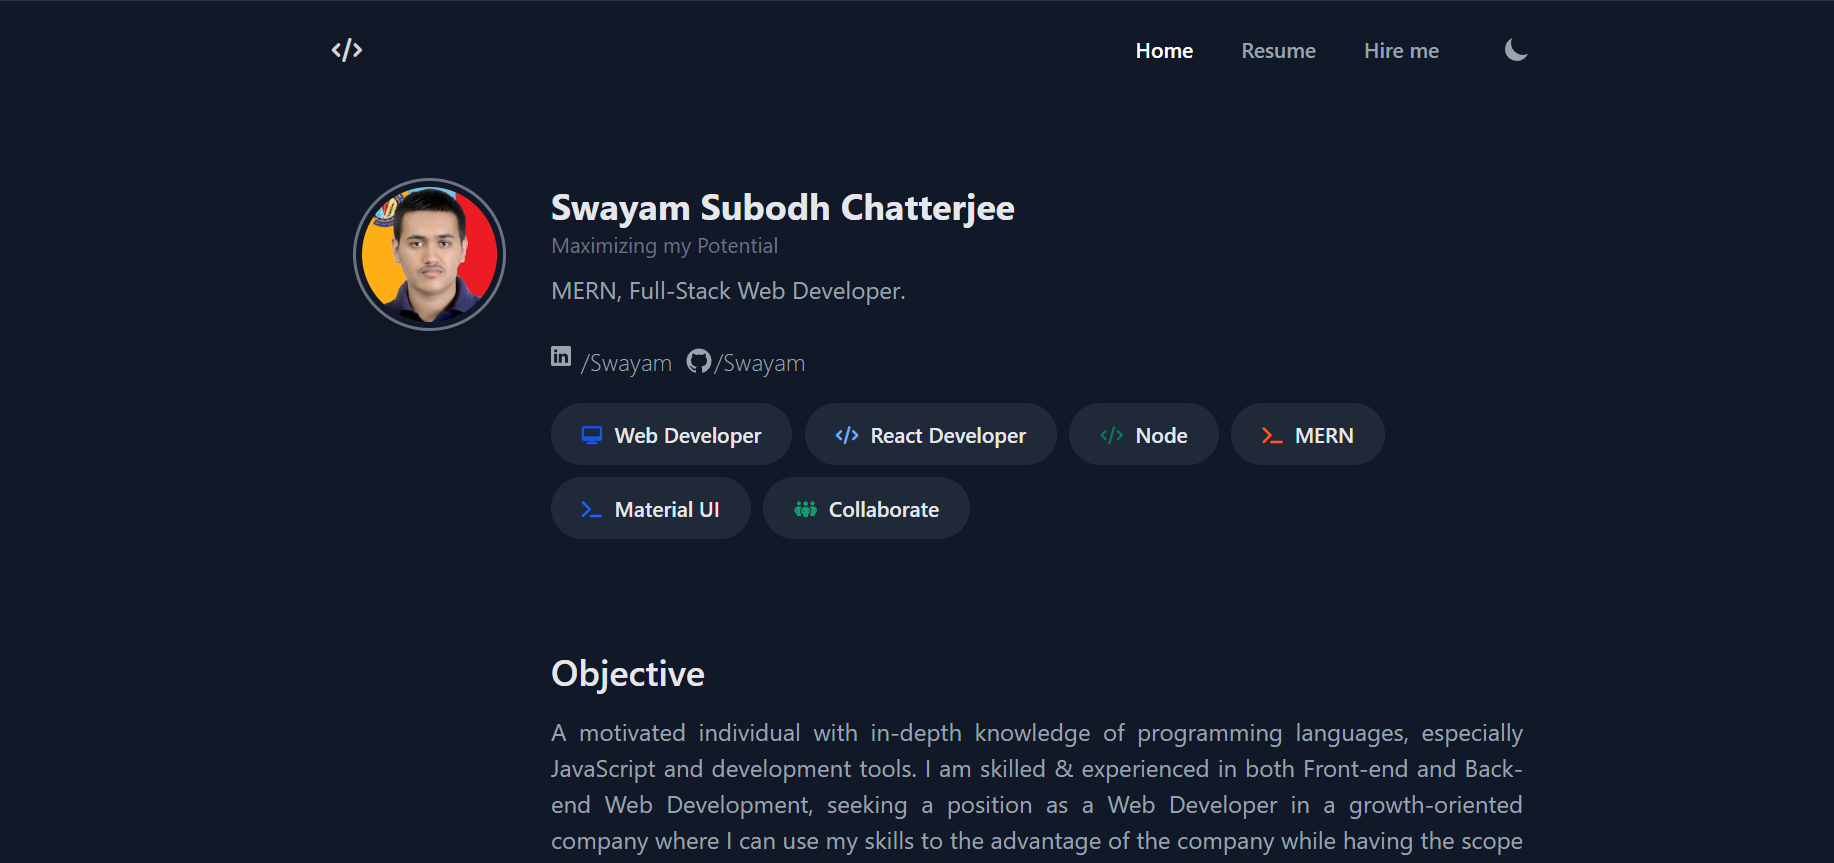 Home Resume Hire me
Swayam Subodh Chatterjee
Maximizing my Potential
MERN, Full-Stack Web Developer.
/Swayam /Swayam
Web Developer React Developer Node MERN
Material UI Collaborate
Objective
A motivated individual with in-depth knowledge of programming languages, especially
JavaScript and development tools. I am skilled & experienced in both Front-end and Back-
end Web Development, seeking a position as a Web Developer in a growth-oriented
company where I can use my skills to the advantage of the company while having the scope